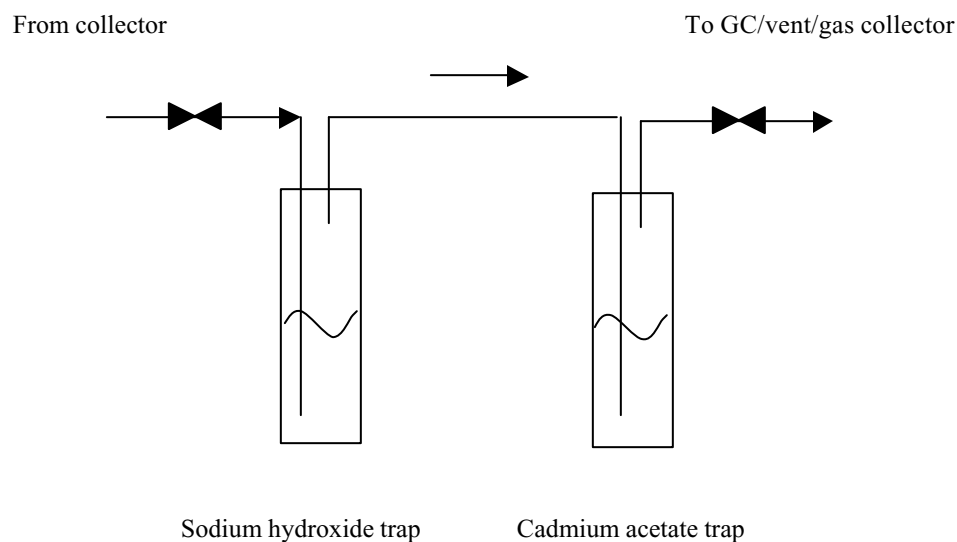 From collector
To GC/vent/gas collector
Sodium hydroxide trap
Cadmium acetate trap